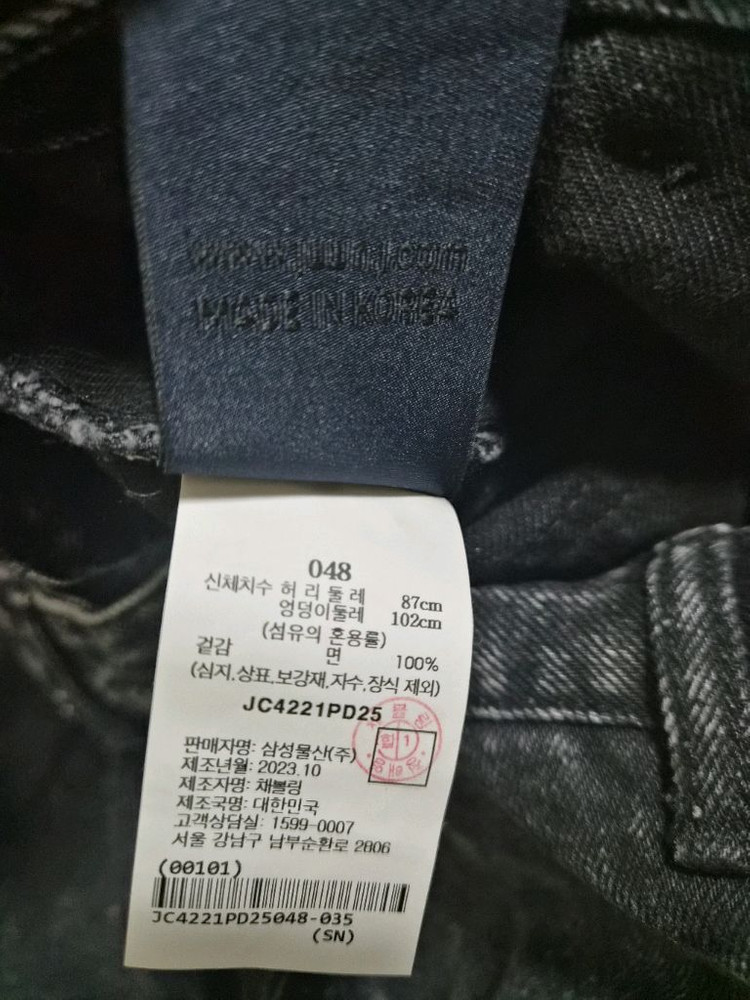 MADE IN KOREA
048
신체치수 허리둘레 87cm
엉덩이둘레 102cm
(섬유의 혼용률)
겉감 면 100%
(심지,상표,보강재,자수,장식 제외)
JC4221PD25
판매자명: 삼성물산(주)
제조년월: 2023.10
제조자명: 채볼링
제조국명: 대한민국
고객상담실: 1599-0007
서울 강남구 남부순환로 2806
(00101)
JC4221PD25048-035
(SN)
합 1